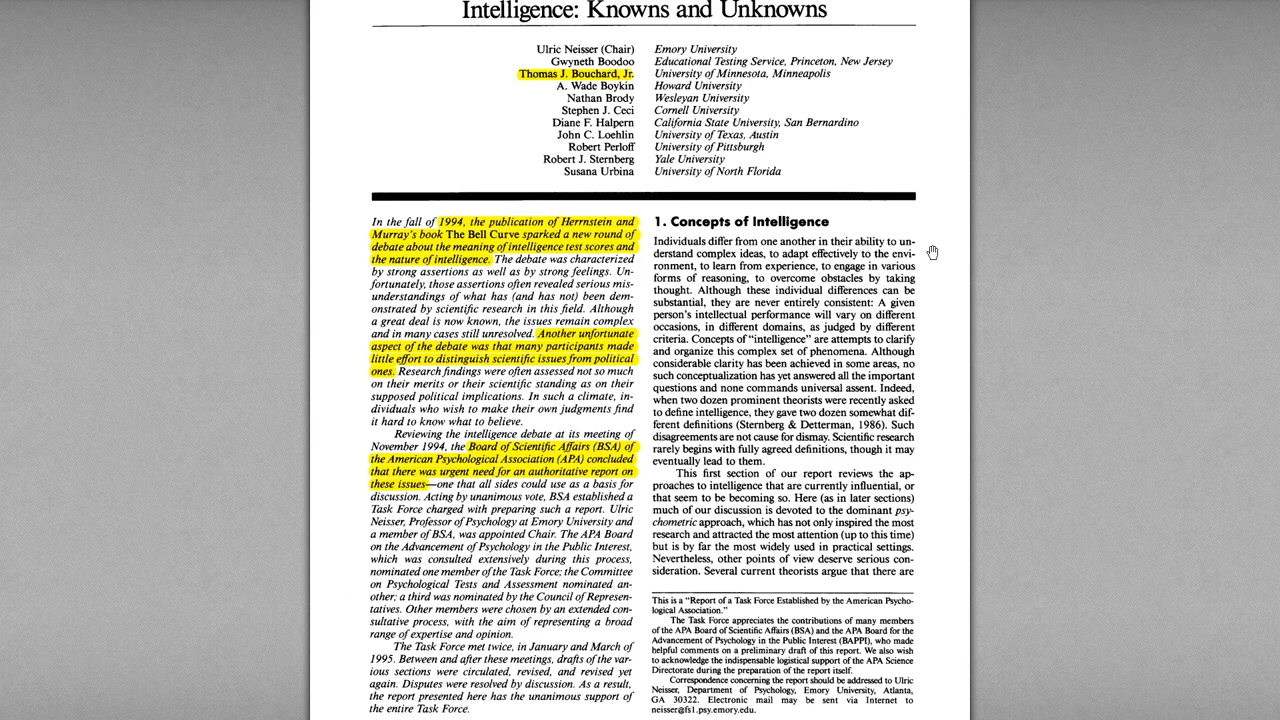 Intelligence: Knowns and Unknowns
Ulric Neisser (Chair) Emory University
Gwyneth Boodoo Educational Testing Service, Princeton, New Jersey
Thomas J. Bouchard, Jr. University of Minnesota, Minneapolis
A. Wade Boykin Howard University
Nathan Brody Wesleyan University
Stephen J. Ceci Cornell University
Diane F. Halpern California State University, San Bernardino
John C. Loehlin University of Texas, Austin
Robert Perloff University of Pittsburgh
Robert J. Sternberg Yale University
Susana Urbina University of North Florida
In the fall of 1994, the publication of Herrnstein and
Murray's book The Bell Curve sparked a new round of
debate about the meaning of intelligence test scores and
the nature of intelligence. The debate was characterized
by strong assertions as well as by strong feelings. Un-
fortunately, those assertions often revealed serious mis-
understandings of what has (and has not) been dem-
onstrated by scientific research in this field. Although
a great deal is now known, the issues remain complex
and in many cases still unresolved. Another unfortunate
aspect of the debate was that many participants made
little effort to distinguish scientific issues from political
ones. Research findings were often assessed not so much
on their merits or their scientific standing as on their
supposed political implications. In such a climate, in-
dividuals who wish to make their own judgments find
it hard to know what to believe.
Reviewing the intelligence debate at its meeting of
November 1994, the Board of Scientific Affairs (BSA) of
the American Psychological Association (APA) concluded
that there was urgent need for an authoritative report on
these issues—one that all sides could use as a basis for
discussion. Acting by unanimous vote, BSA established a
Task Force charged with preparing such a report. Ulric
Neisser, Professor of Psychology at Emory University and
a member of BSA, was appointed Chair. The APA Board
on the Advancement of Psychology in the Public Interest,
which was consulted extensively during this process,
nominated one member of the Task Force; the Committee
on Psychological Tests and Assessment nominated an-
other; a third was nominated by the Council of Represen-
tatives. Other members were chosen by an extended con-
sultative process, with the aim of representing a broad
range of expertise and opinion.
The Task Force met twice, in January and March of
1995. Between and after these meetings, drafts of the var-
ious sections were circulated, revised, and revised yet
again. Disputes were resolved by discussion. As a result,
the report presented here has the unanimous support of
the entire Task Force.
1. Concepts of Intelligence
Individuals differ from one another in their ability to un-
derstand complex ideas, to adapt effectively to the envi-
ronment, to learn from experience, to engage in various
forms of reasoning, to overcome obstacles by taking
thought. Although these individual differences can be
substantial, they are never entirely consistent: A given
person's intellectual performance will vary on different
occasions, in different domains, as judged by different
criteria. Concepts of "intelligence" are attempts to clarify
and organize this complex set of phenomena. Although
considerable clarity has been achieved in some areas, no
such conceptualization has yet answered all the important
questions and none commands universal assent. Indeed,
when two dozen prominent theorists were recently asked
to define intelligence, they gave two dozen somewhat dif-
ferent definitions (Sternberg & Detterman, 1986). Such
disagreements are not cause for dismay. Scientific research
rarely begins with fully agreed definitions, though it may
eventually lead to them.
This first section of our report reviews the ap-
proaches to intelligence that are currently influential, or
that seem to be becoming so. Here (as in later sections)
much of our discussion is devoted to the dominant psy-
chometric approach, which has not only inspired the most
research and attracted the most attention (up to this time)
but is by far the most widely used in practical settings.
Nevertheless, other points of view deserve serious con-
sideration. Several current theorists argue that there are
This is a "Report of a Task Force Established by the American Psycho-
logical Association."
The Task Force appreciates the contributions of many members
of the APA Board of Scientific Affairs (BSA) and the APA Board for the
Advancement of Psychology in the Public Interest (BAPPI), who made
helpful comments on a preliminary draft of this report. We also wish
to acknowledge the indispensable logistical support of the APA Science
Directorate during the preparation of the report itself.
Correspondence concerning the report should be addressed to Ulric
Neisser, Department of Psychology, Emory University, Atlanta,
GA 30322. Electronic mail may be sent via Internet to
neisser@fs1.psy.emory.edu.